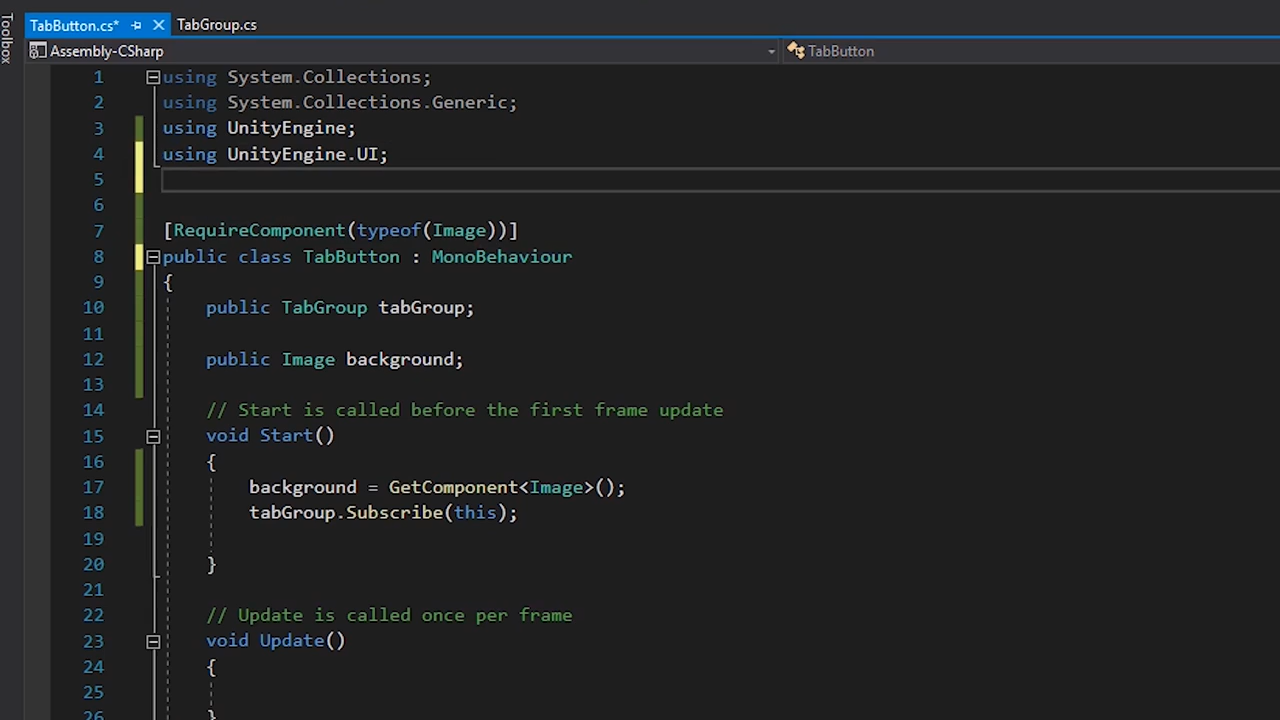 Toolbox
TabButton.cs* TabGroup.cs
Assembly-CSharp TabButton
1 using System.Collections;
2 using System.Collections.Generic;
3 using UnityEngine;
4 using UnityEngine.UI;
5
6
7 [RequireComponent(typeof(Image))]
8 public class TabButton : MonoBehaviour
9 {
10 public TabGroup tabGroup;
11
12 public Image background;
13
14 // Start is called before the first frame update
15 void Start()
16 {
17 background = GetComponent<Image>();
18 tabGroup.Subscribe(this);
19
20 }
21
22 // Update is called once per frame
23 void Update()
24 {
25
26 }